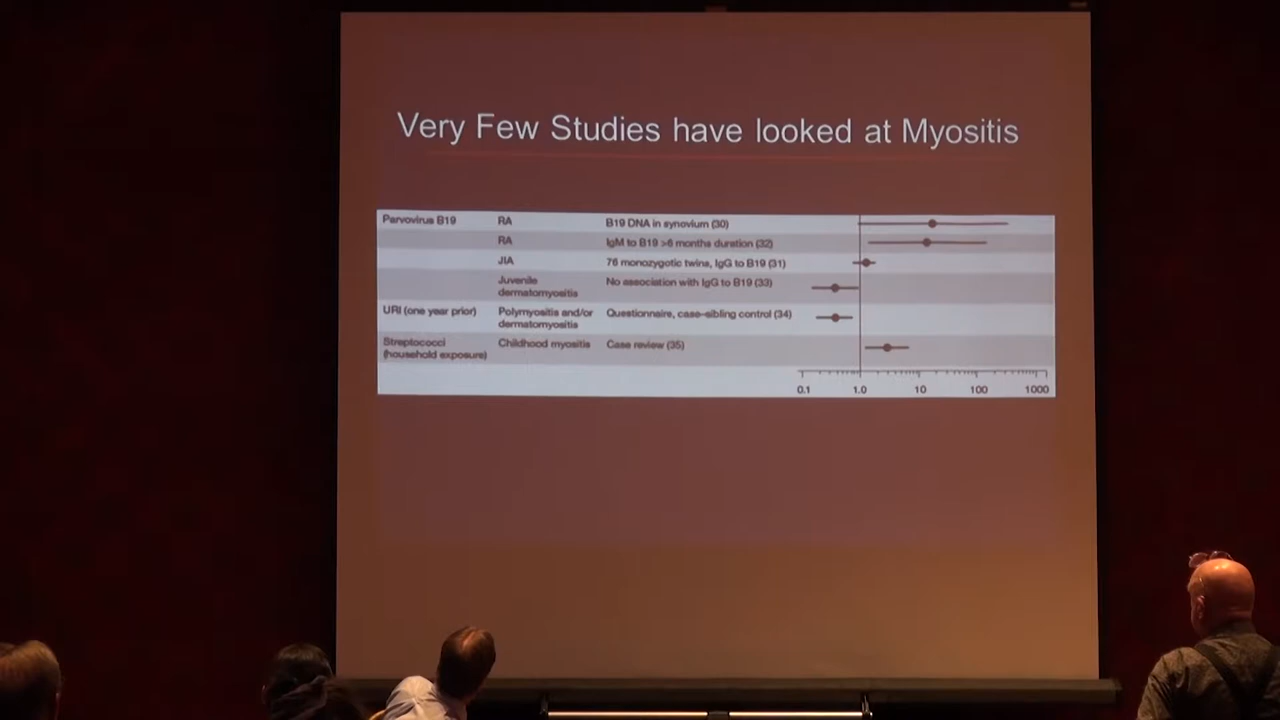 Very Few Studies have looked at Myositis
Parvovirus B19 RA B19 DNA in synovium (30)
RA IgM to B19 >6 months duration (32)
JIA 76 monozygotic twins, IgG to B19 (31)
Juvenile dermatomyositis No association with IgG to B19 (33)
URI (one year prior) Polymyositis and/or dermatomyositis Questionnaire, case-sibling control (34)
Streptococci (household exposure) Childhood myositis Case review (35)
0.1 1.0 10 100 1000